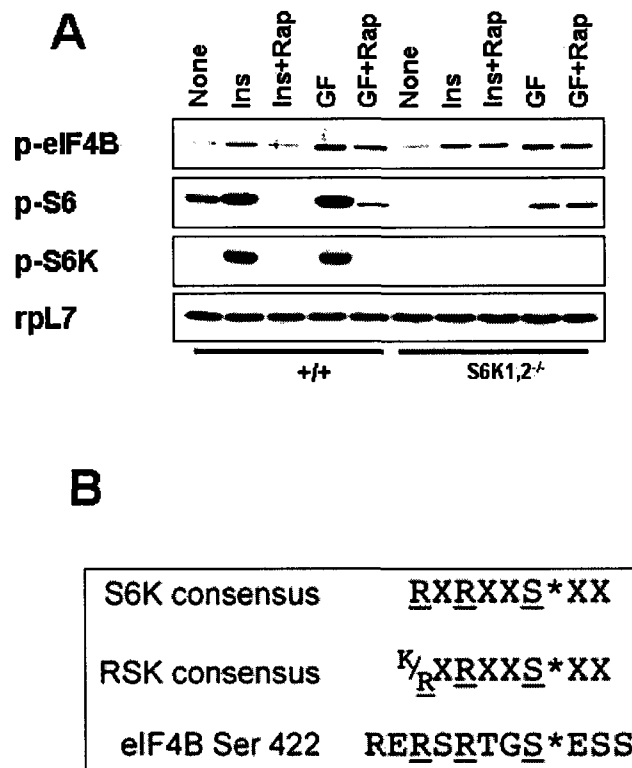 A
None Ins Ins+Rap GF GF+Rap None Ins Ins+Rap GF GF+Rap
p-eIF4B
p-S6
p-S6K
rpL7
+/+ S6K1,2-/-
B
S6K consensus RXRXXS*XX
RSK consensus K/RXRXXS*XX
eIF4B Ser 422 RERSRTGS*ESS